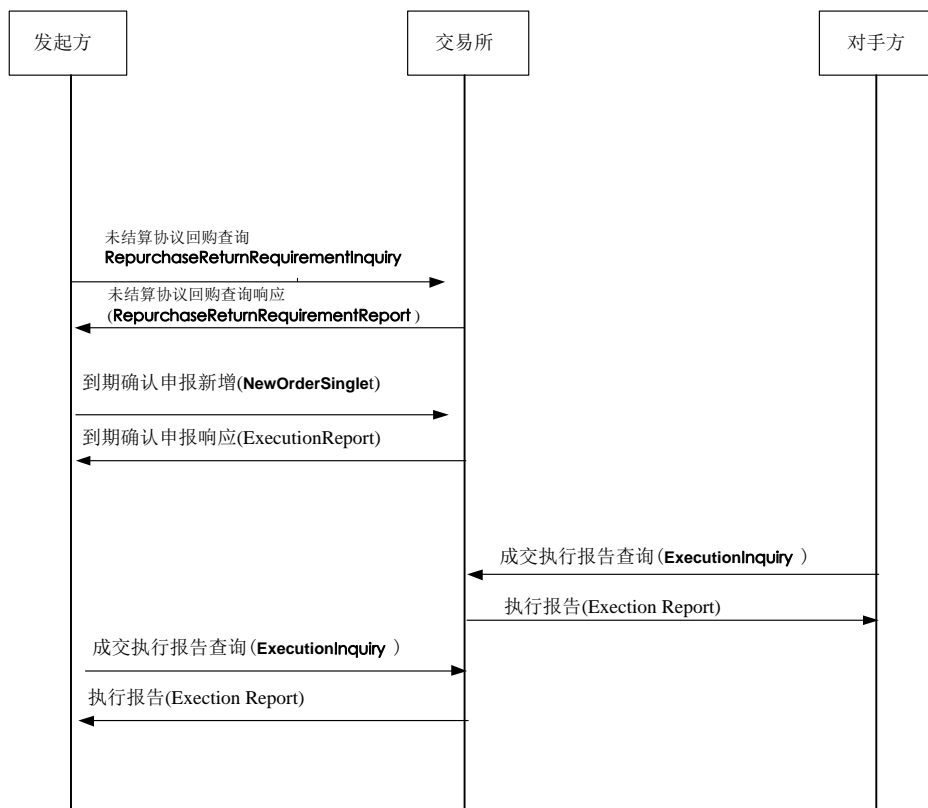 发起方
交易所
对手方
未结算协议回购查询
RepurchaseReturnRequirementInquiry
未结算协议回购查询响应
(RepurchaseReturnRequirementReport)
到期确认申报新增(NewOrderSinglet)
到期确认申报响应(ExecutionReport)
成交执行报告查询(ExecutionInquiry )
执行报告(Exection Report)
成交执行报告查询(ExecutionInquiry )
执行报告(Exection Report)